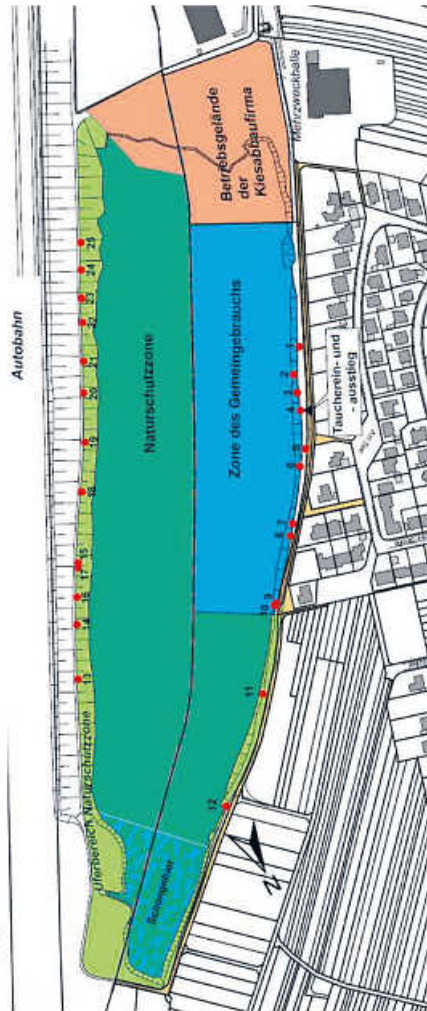 Autobahn
Uferbereich Naturschutzzone
13
14
16
17
15
18
19
20
21
22
23
24
25
Naturschutzzone
Betriebsgelände
der
Kiesabbaufirma
Zone des Gemeingebrauchs
Mehrzweckhalle
12
11
10
9
8
7
6
5
4
3
2
1
Taucherein- und
- ausstieg
N